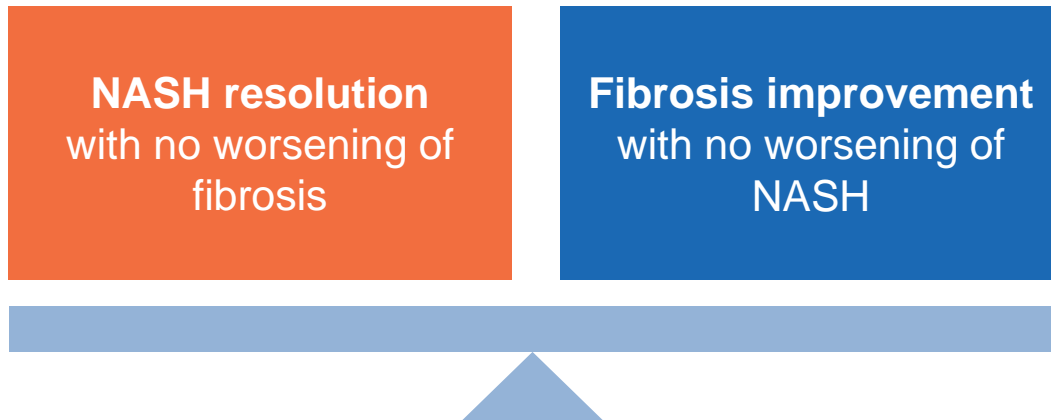 NASH resolution
with no worsening of
fibrosis
Fibrosis improvement
with no worsening of
NASH